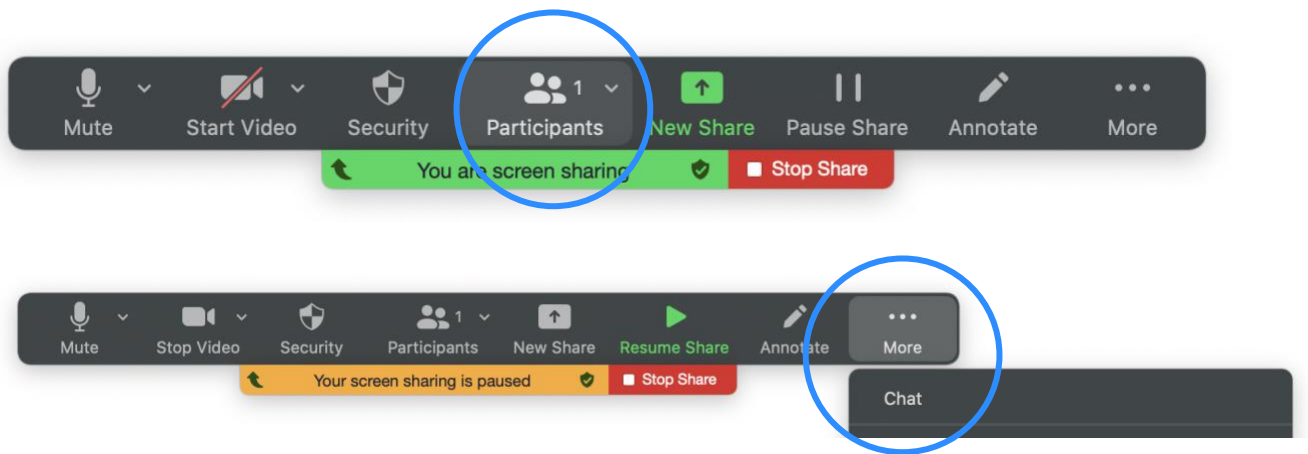 1
Mute Start Video Security Participants New Share Pause Share Annotate More
You are screen sharing Stop Share
1
Mute Stop Video Security Participants New Share Resume Share Annotate More
Your screen sharing is paused Stop Share
Chat